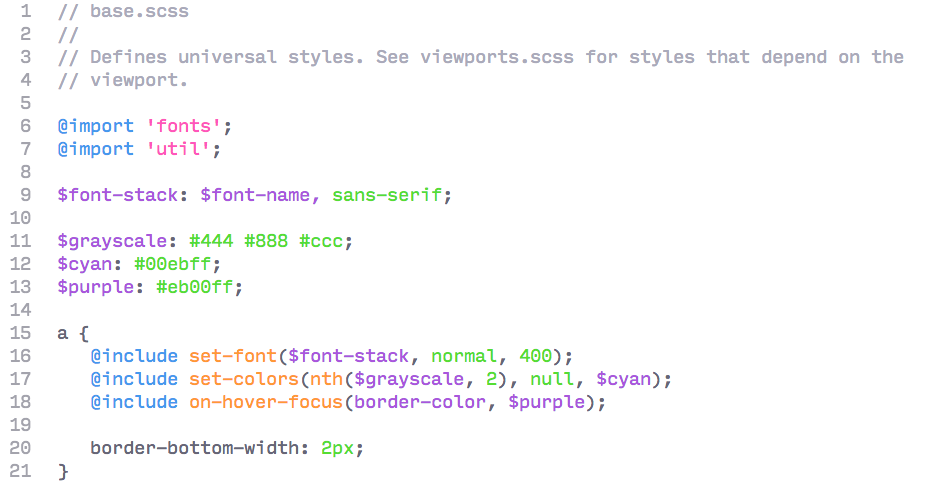 1 // base.scss
2 //
3 // Defines universal styles. See viewports.scss for styles that depend on the
4 // viewport.
5
6 @import 'fonts';
7 @import 'util';
8
9 $font-stack: $font-name, sans-serif;
10
11 $grayscale: #444 #888 #ccc;
12 $cyan: #00ebff;
13 $purple: #eb00ff;
14
15 a {
16    @include set-font($font-stack, normal, 400);
17    @include set-colors(nth($grayscale, 2), null, $cyan);
18    @include on-hover-focus(border-color, $purple);
19
20    border-bottom-width: 2px;
21 }